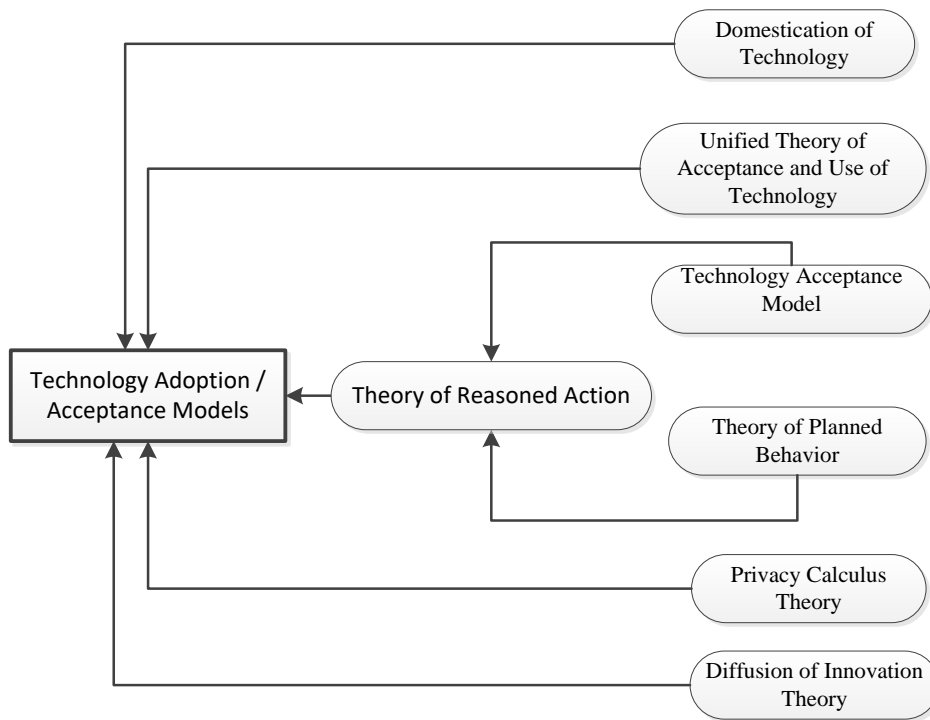 Domestication of
Technology
Unified Theory of
Acceptance and Use of
Technology
Technology Acceptance
Model
Technology Adoption /
Acceptance Models
Theory of Reasoned Action
Theory of Planned
Behavior
Privacy Calculus
Theory
Diffusion of Innovation
Theory